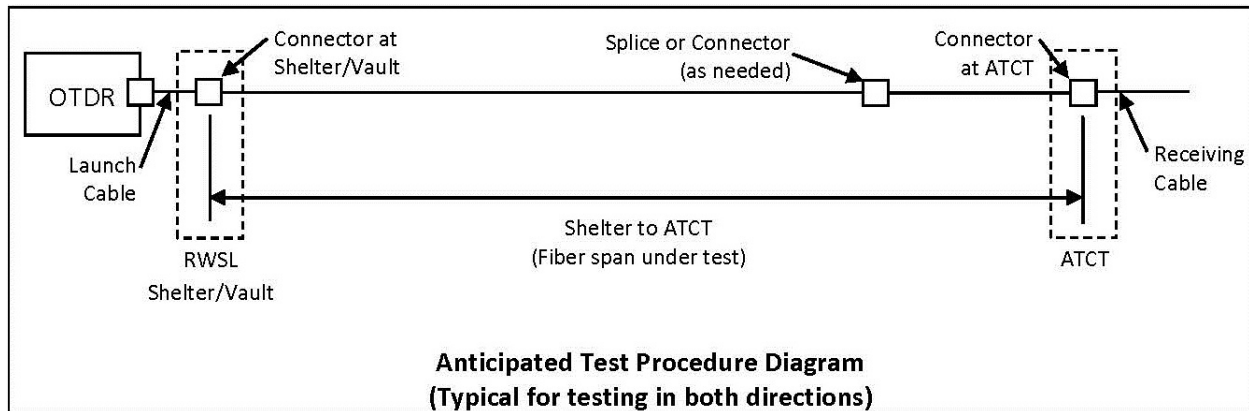 Connector at
Shelter/Vault
Splice or Connector
(as needed)
Connector
at ATCT
OTDR
Launch
Cable
Receiving
Cable
Shelter to ATCT
(Fiber span under test)
RWSL
Shelter/Vault
ATCT
Anticipated Test Procedure Diagram
(Typical for testing in both directions)